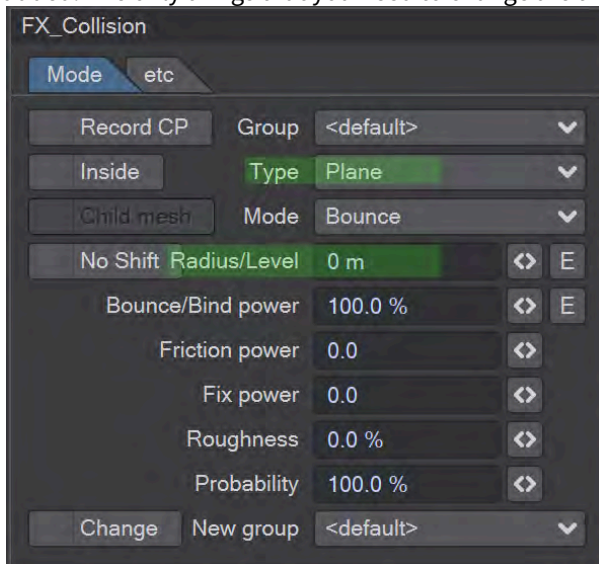 FX_Collision
Mode etc
Record CP Group <default>
Inside Type Plane
Child mesh Mode Bounce
No Shift Radius/Level 0 m E
Bounce/Bind power 100.0 % E
Friction power 0.0
Fix power 0.0
Roughness 0.0 %
Probability 100.0 %
Change New group <default>